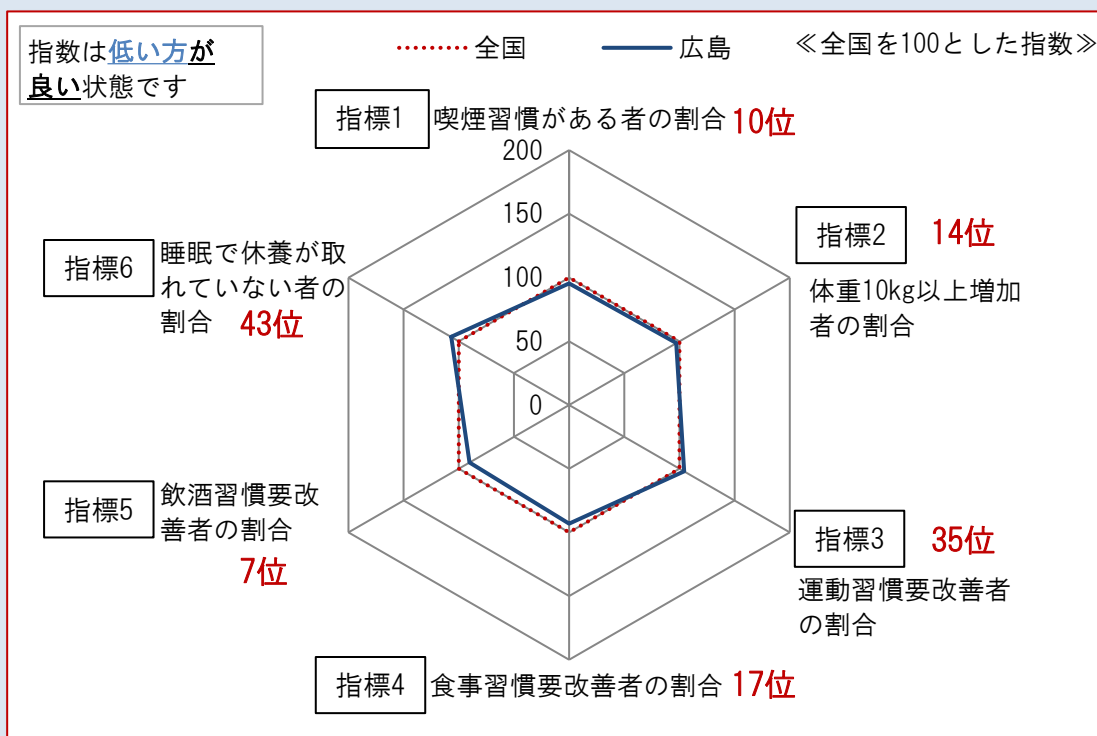 指数は低い方が
良い状態です
全国
広島
≪全国を100とした指数≫
指標1
喫煙習慣がある者の割合
10位
指標2
14位
体重10kg以上増加
者の割合
指標3
35位
運動習慣要改善者
の割合
指標4
食事習慣要改善者の割合
17位
指標5
飲酒習慣要改
善者の割合
7位
指標6
睡眠で休養が取
れていない者の
割合
43位
200
150
100
50
0